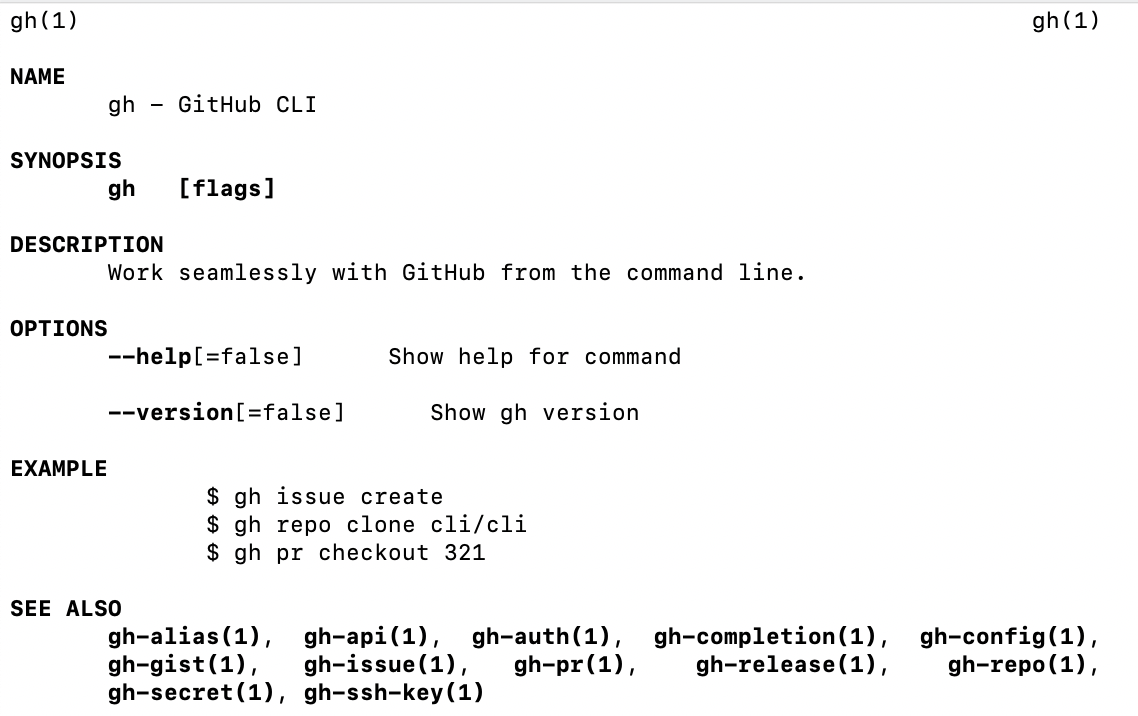 gh(1) gh(1)
NAME
gh – GitHub CLI
SYNOPSIS
gh [flags]
DESCRIPTION
Work seamlessly with GitHub from the command line.
OPTIONS
--help[=false] Show help for command
--version[=false] Show gh version
EXAMPLE
$ gh issue create
$ gh repo clone cli/cli
$ gh pr checkout 321
SEE ALSO
gh-alias(1), gh-api(1), gh-auth(1), gh-completion(1), gh-config(1),
gh-gist(1), gh-issue(1), gh-pr(1), gh-release(1), gh-repo(1),
gh-secret(1), gh-ssh-key(1)